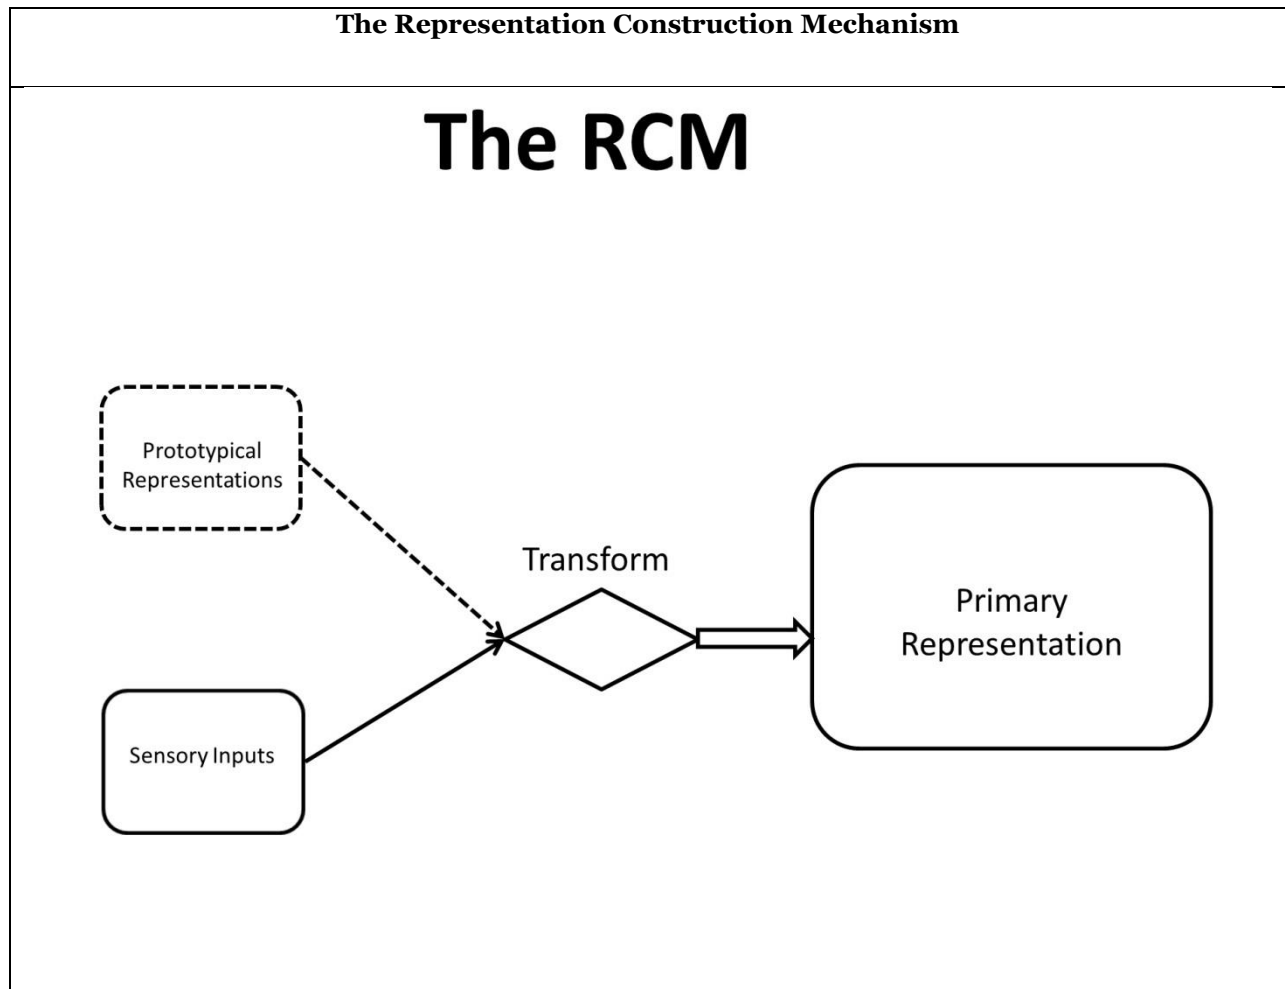 The Representation Construction Mechanism
The RCM
Prototypical
Representations
Transform
Primary
Representation
Sensory Inputs